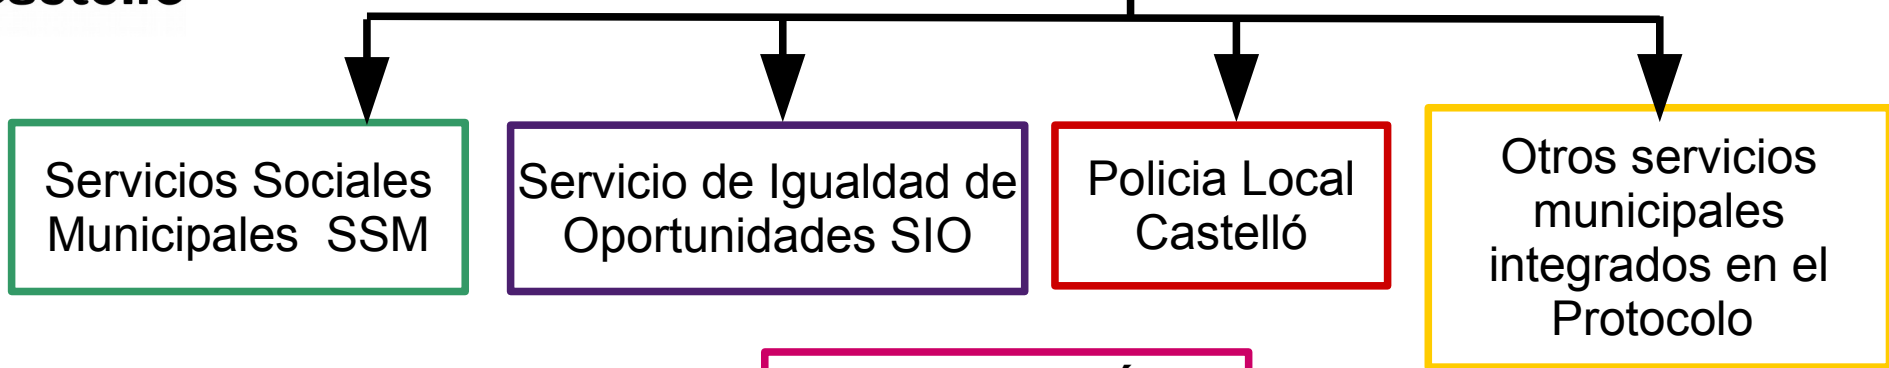 Servicios Sociales
Municipales SSM
Servicio de Igualdad de
Oportunidades SIO
Policia Local
Castelló
Otros servicios
municipales
integrados en el
Protocolo